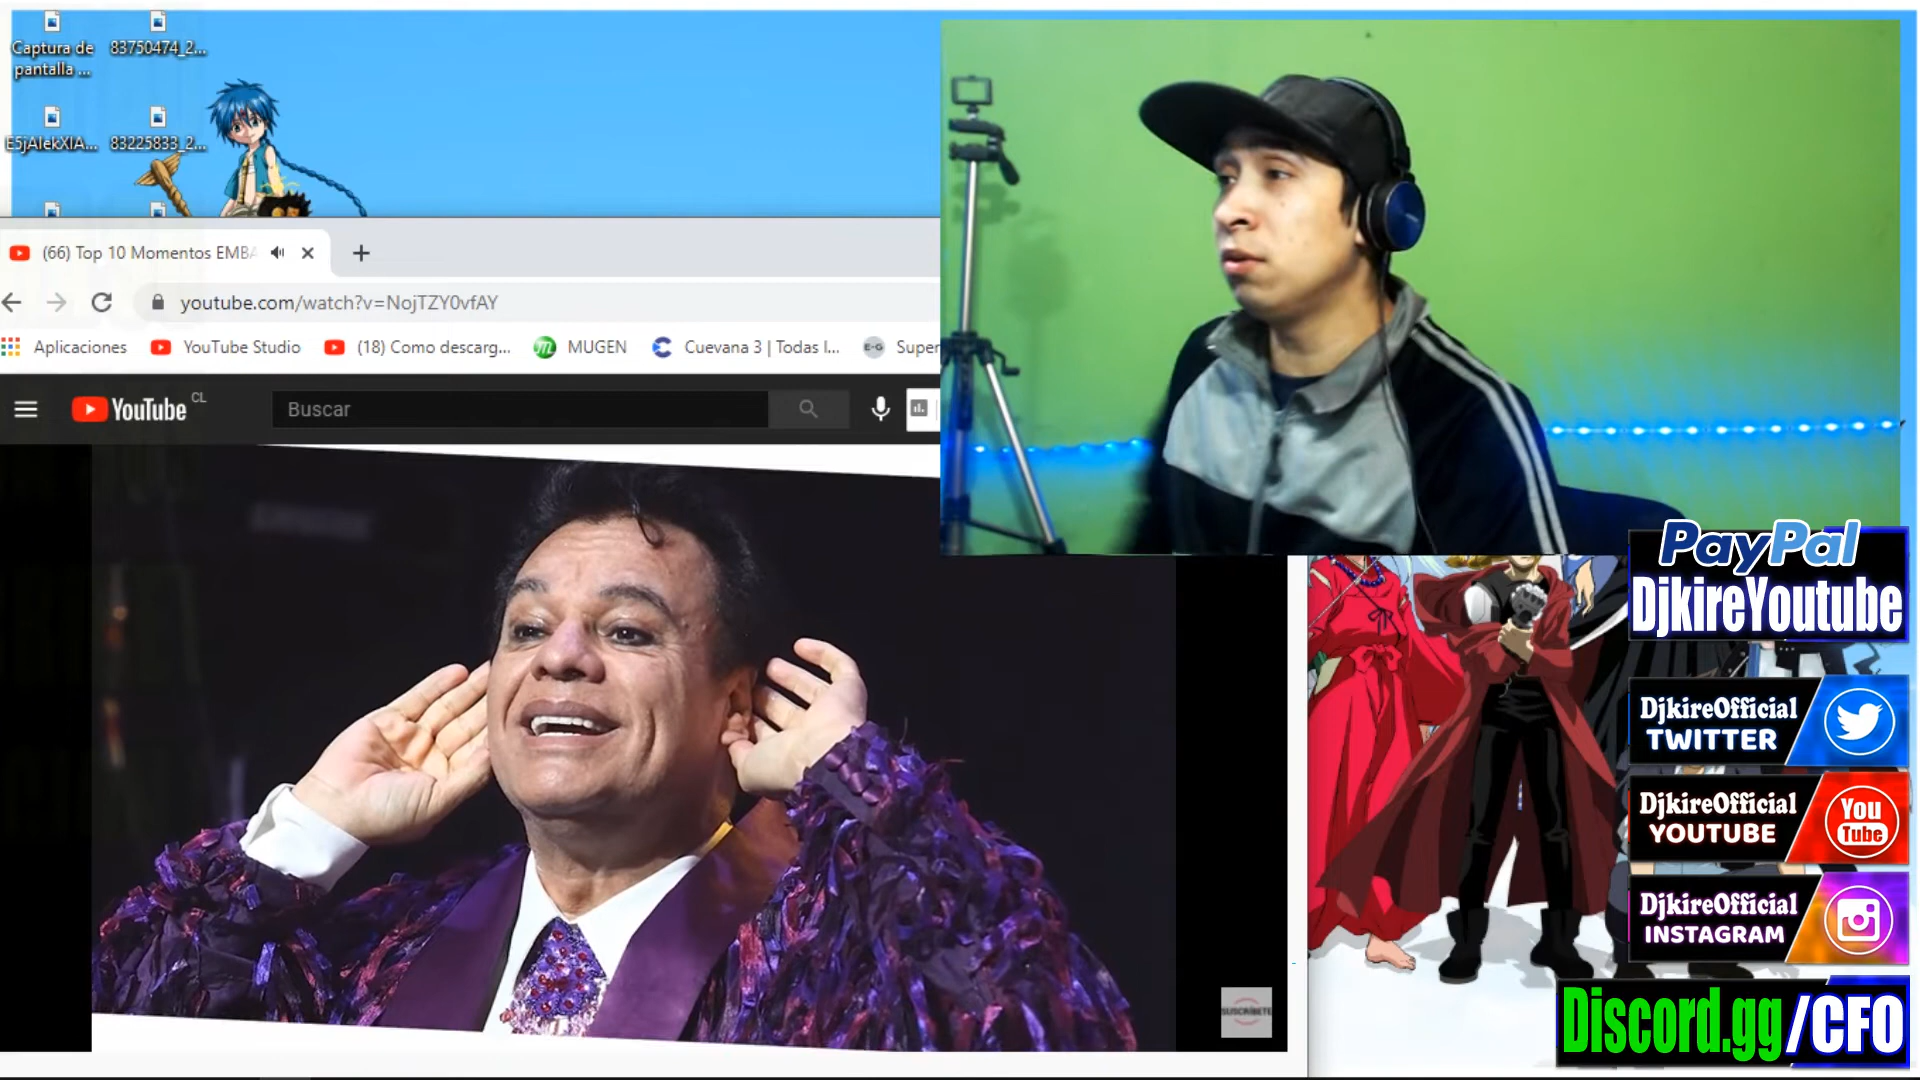 Captura de
pantalla ...
83750474_2...
E5jAlekXIA...
83225833_2...
(66) Top 10 Momentos EMBA
youtube.com/watch?v=NojTZY0vfAY
Aplicaciones
YouTube Studio
(18) Como descarg...
MUGEN
Cuevana 3 | Todas l...
E-G
Super
YouTube CL
Buscar
SUSCRÍBETE
PayPal
DjkireYoutube
DjkireOfficial
TWITTER
DjkireOfficial
YOUTUBE
You
Tube
DjkireOfficial
INSTAGRAM
Discord.gg/CFO